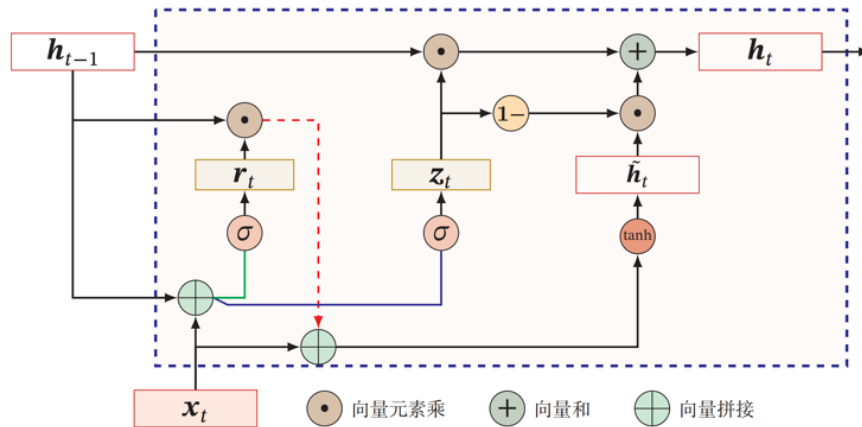 h_{t-1}
h_t
1−
r_t
z_t
h̃_t
σ
σ
tanh
x_t
向量元素乘
向量和
向量拼接